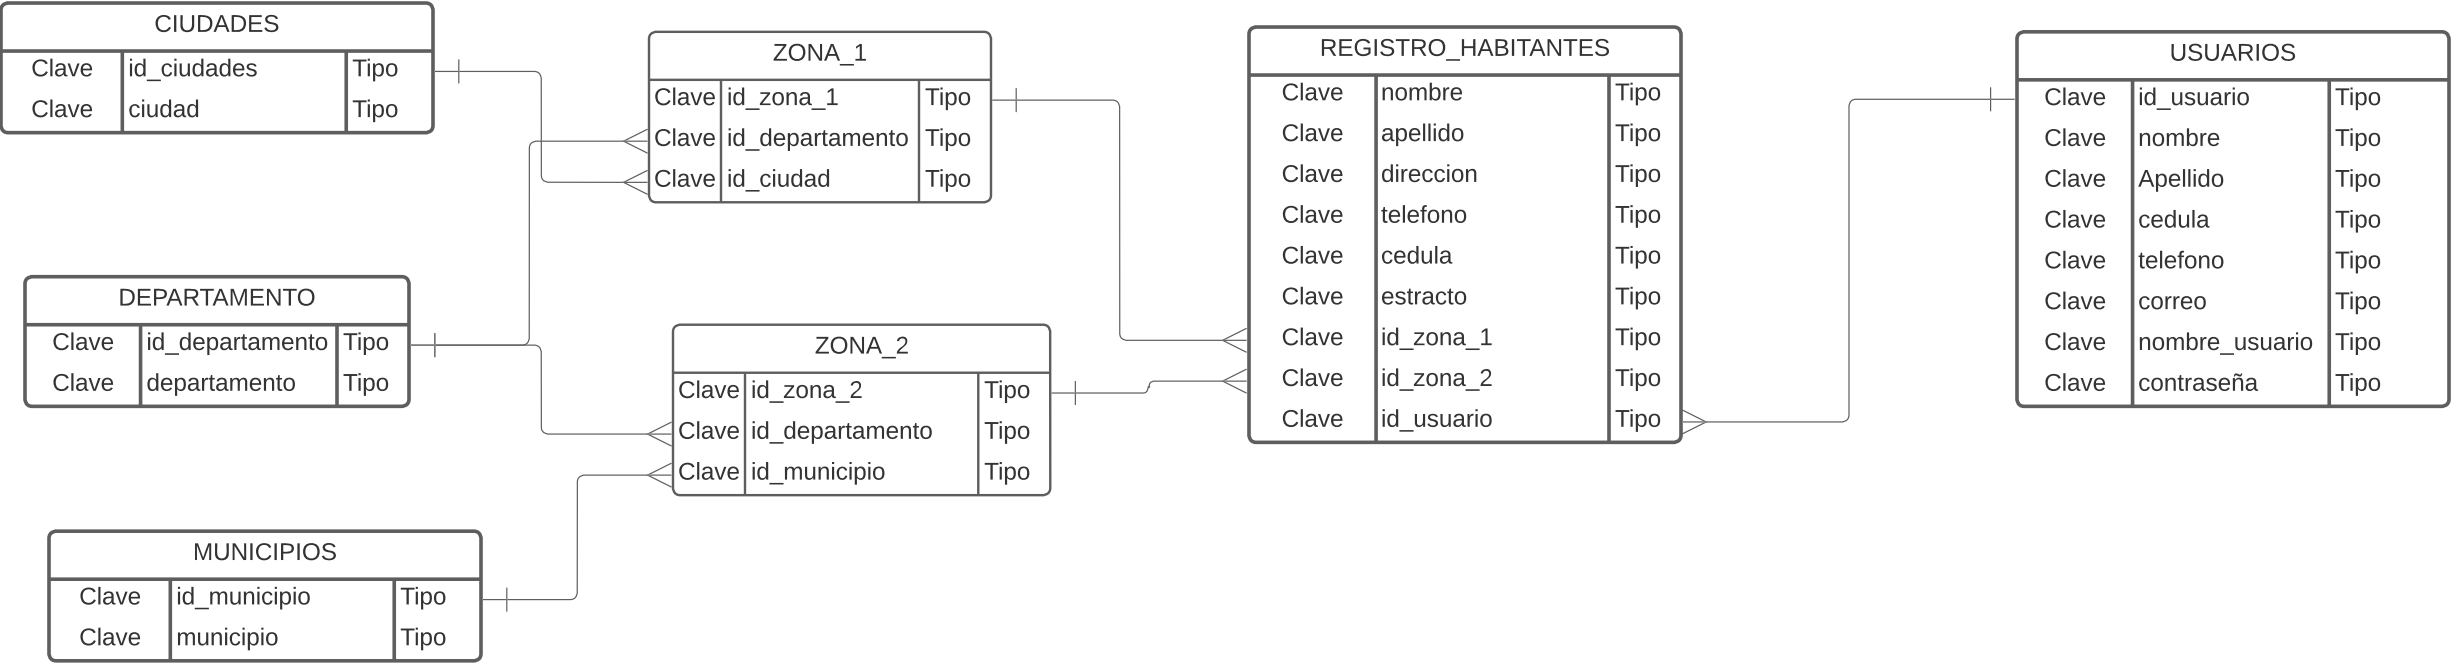 CIUDADES
Clave id_ciudades Tipo
Clave ciudad Tipo
DEPARTAMENTO
Clave id_departamento Tipo
Clave departamento Tipo
MUNICIPIOS
Clave id_municipio Tipo
Clave municipio Tipo
ZONA_1
Clave id_zona_1 Tipo
Clave id_departamento Tipo
Clave id_ciudad Tipo
ZONA_2
Clave id_zona_2 Tipo
Clave id_departamento Tipo
Clave id_municipio Tipo
REGISTRO_HABITANTES
Clave nombre Tipo
Clave apellido Tipo
Clave direccion Tipo
Clave telefono Tipo
Clave cedula Tipo
Clave estracto Tipo
Clave id_zona_1 Tipo
Clave id_zona_2 Tipo
Clave id_usuario Tipo
USUARIOS
Clave id_usuario Tipo
Clave nombre Tipo
Clave Apellido Tipo
Clave cedula Tipo
Clave telefono Tipo
Clave correo Tipo
Clave nombre_usuario Tipo
Clave contraseña Tipo